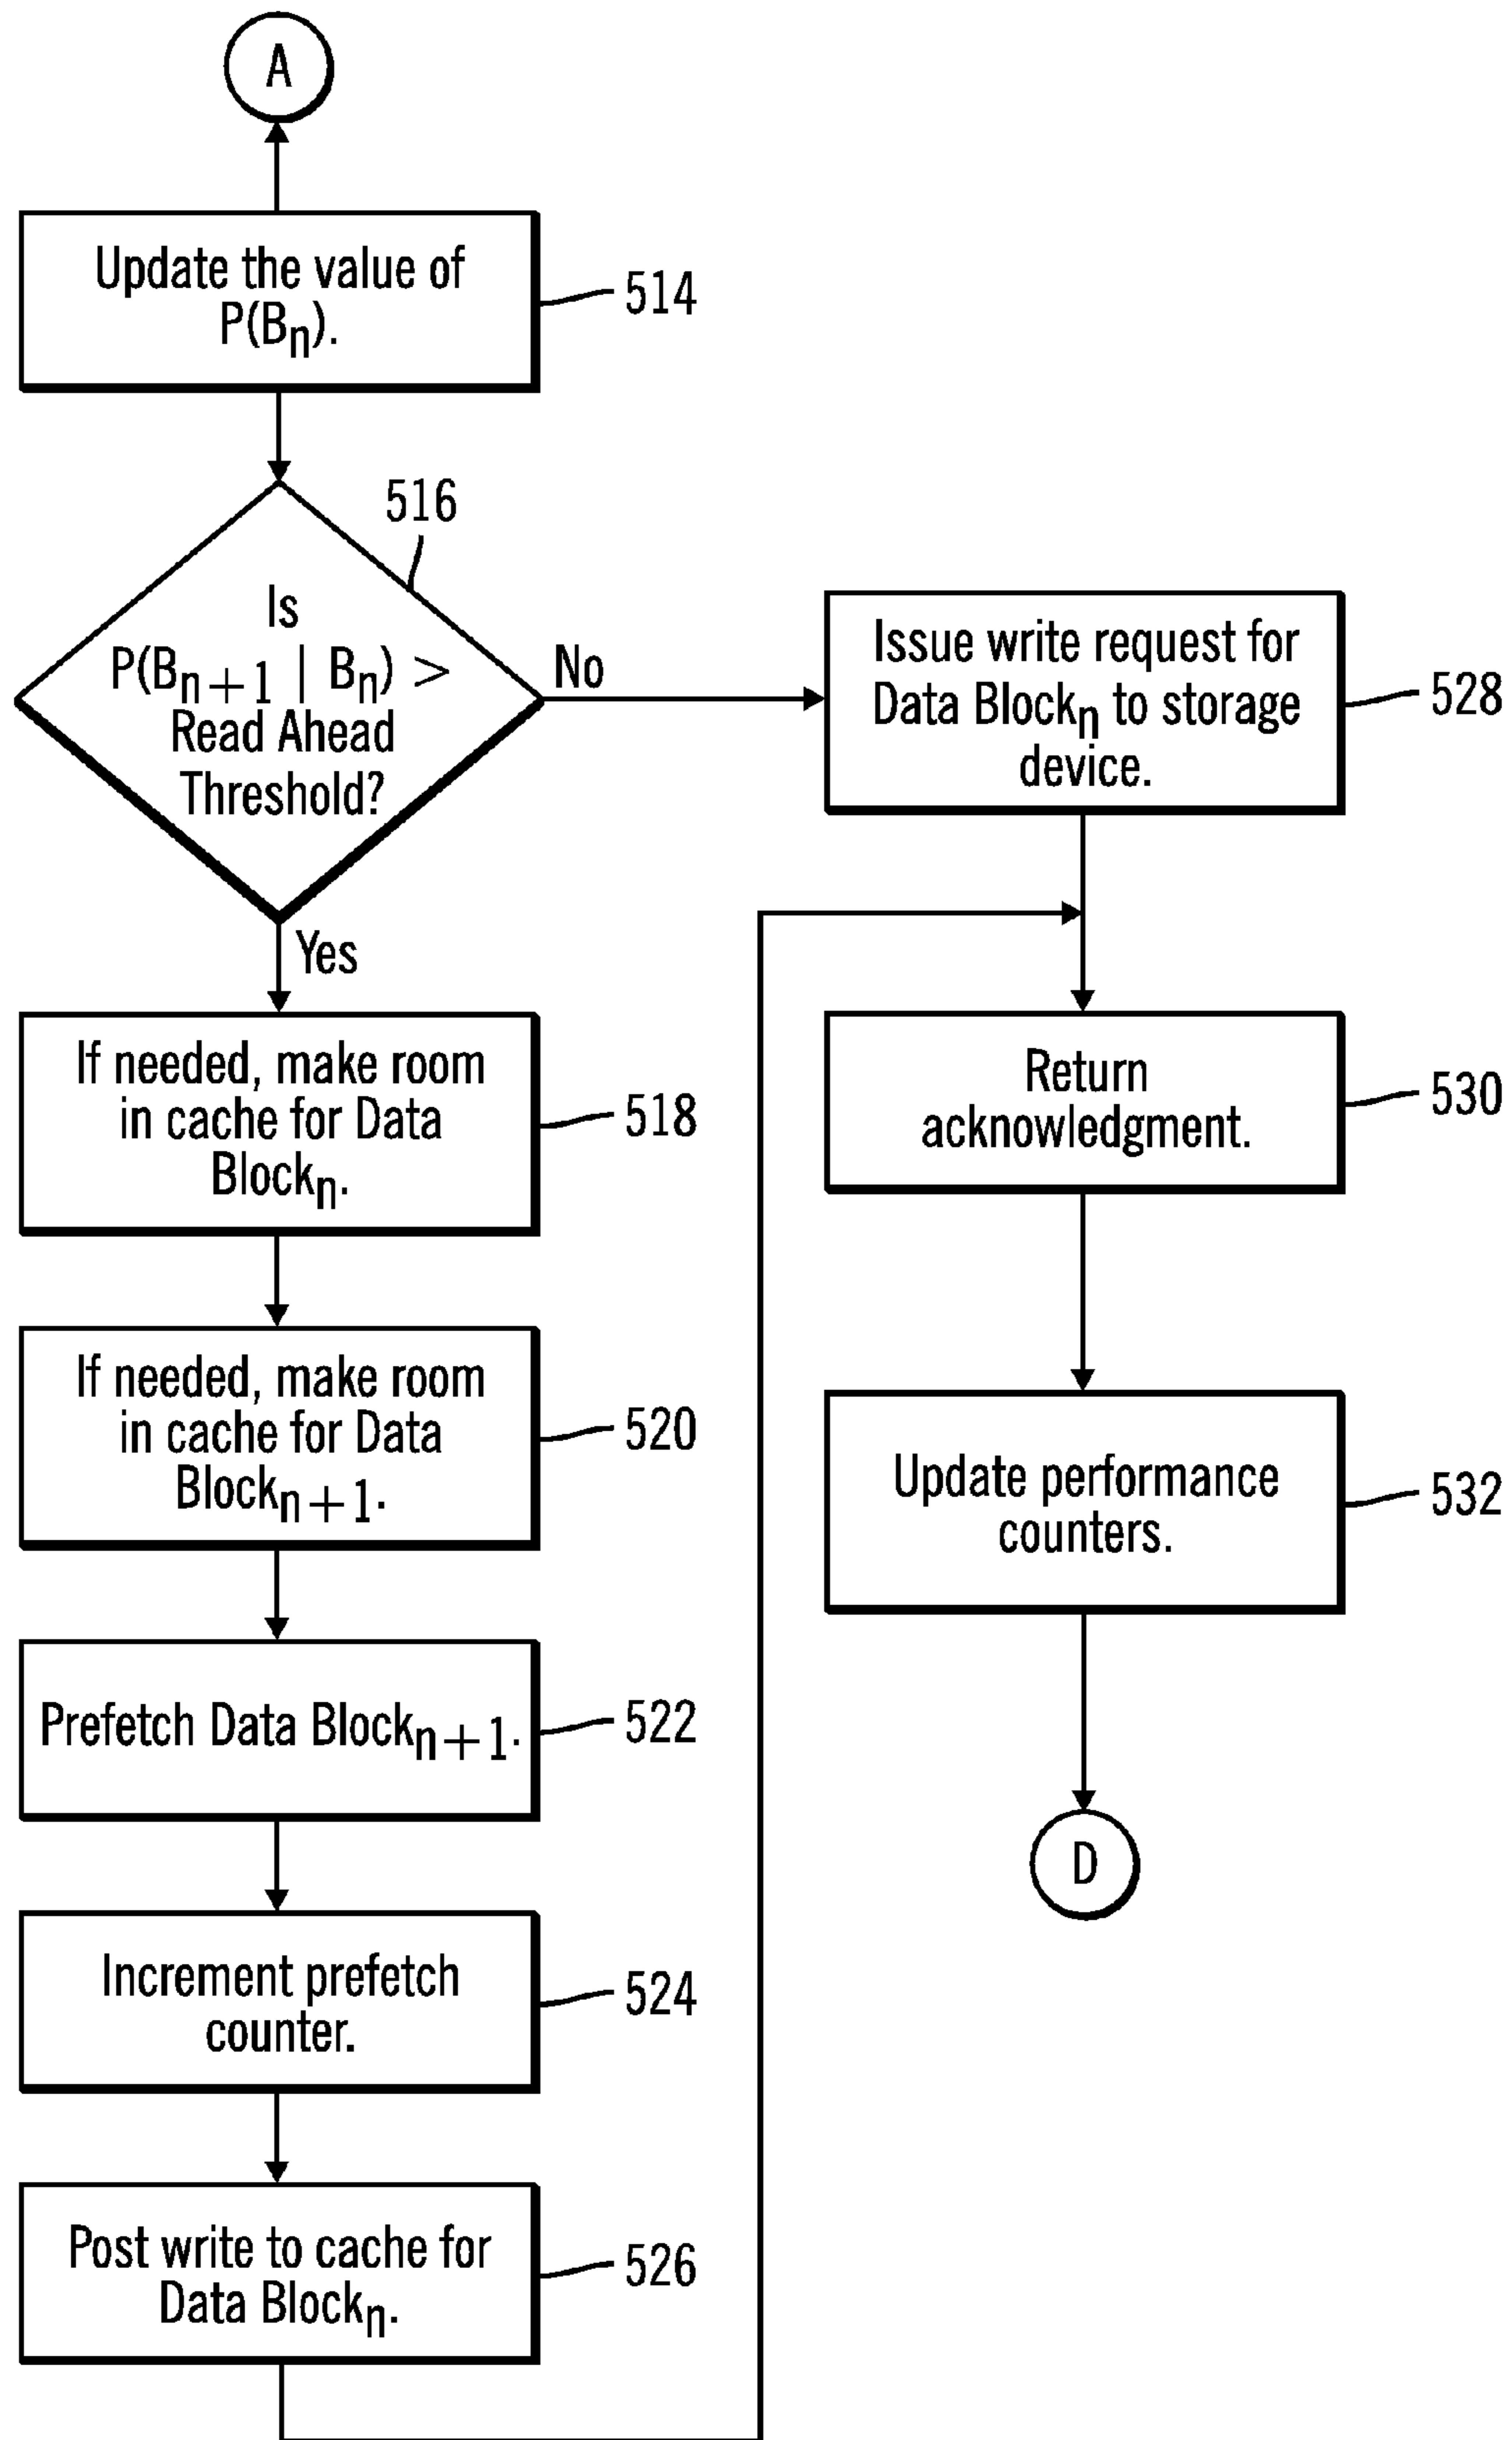 A
Update the value of
P(Bn).
514
516
Is
P(Bn+1 | Bn) >
Read Ahead
Threshold?
No
Yes
Issue write request for
Data Blockn to storage
device.
528
If needed, make room
in cache for Data
Blockn.
518
Return
acknowledgment.
530
If needed, make room
in cache for Data
Blockn+1.
520
Update performance
counters.
532
Prefetch Data Blockn+1.
522
D
Increment prefetch
counter.
524
Post write to cache for
Data Blockn.
526